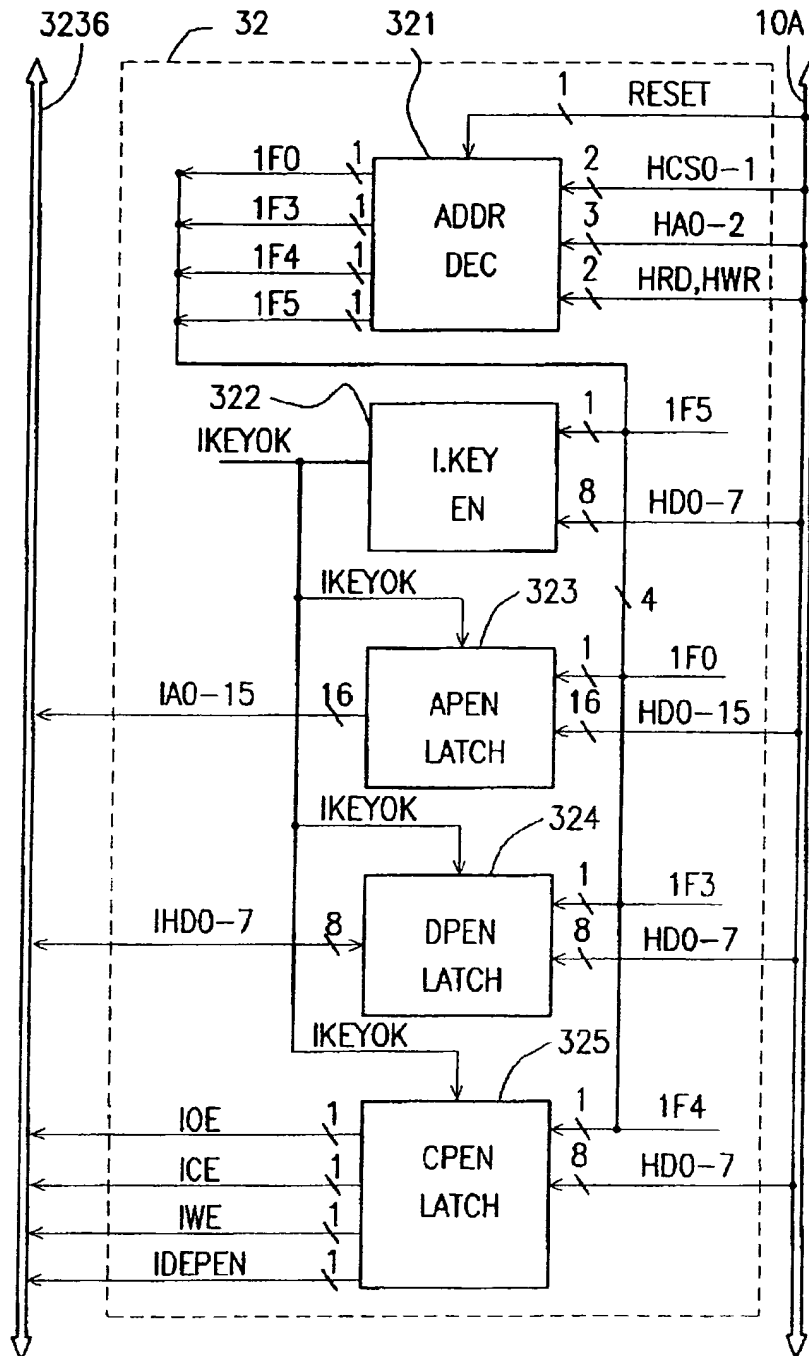 3236
32
321
10A
1
RESET
1F0
1
2
HCS0-1
1F3
1
ADDR
DEC
3
HA0-2
1F4
1
2
HRD,HWR
1F5
1
322
IKEYOK
I.KEY
EN
1
1F5
8
HD0-7
4
IKEYOK
323
1
1F0
IA0-15
16
APEN
LATCH
16
HD0-15
IKEYOK
324
1
1F3
IHD0-7
8
DPEN
LATCH
8
HD0-7
IKEYOK
325
IOE
1
1
1F4
ICE
1
CPEN
LATCH
8
HD0-7
IWE
1
IDEPEN
1